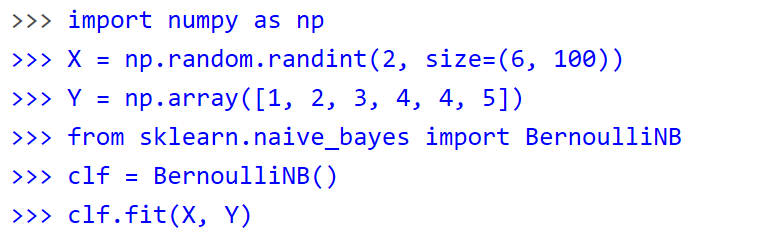 >>> import numpy as np
>>> X = np.random.randint(2, size=(6, 100))
>>> Y = np.array([1, 2, 3, 4, 4, 5])
>>> from sklearn.naive_bayes import BernoulliNB
>>> clf = BernoulliNB()
>>> clf.fit(X, Y)